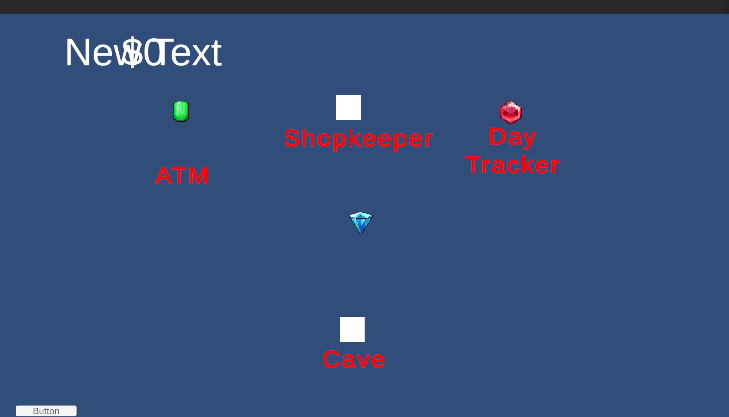 New Text
$0
Shopkeeper
Day
Tracker
ATM
Cave
Button